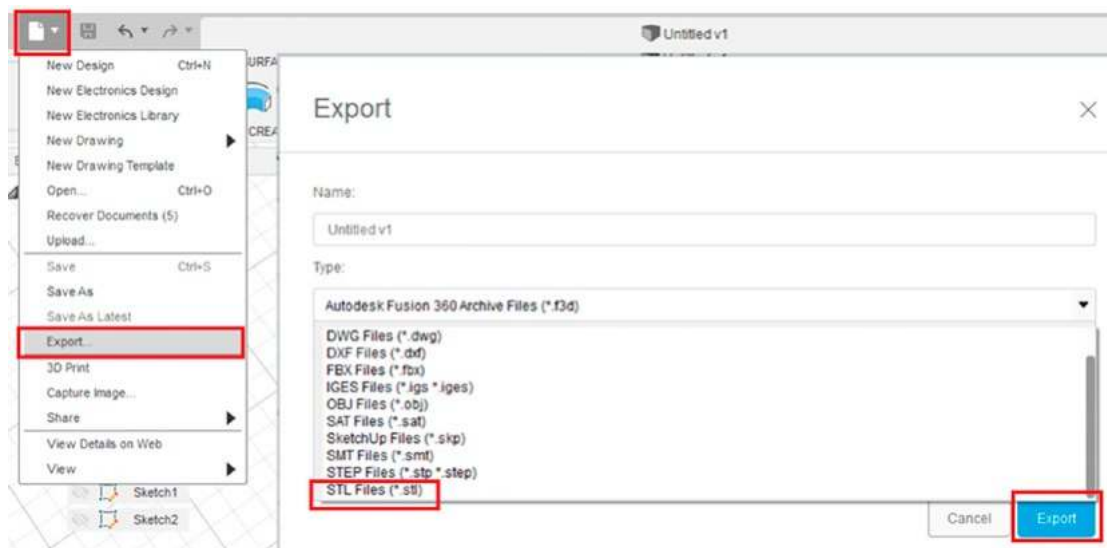 Untitled v1
New Design Ctrl+N
New Electronics Design
New Electronics Library
New Drawing
New Drawing Template
Open... Ctrl+O
Recover Documents (5)
Upload...
Save Ctrl+S
Save As
Save As Latest
Export...
3D Print
Capture Image...
Share
View Details on Web
View
Sketch1
Sketch2
URFA
CREA
Export
Name:
Untitled v1
Type:
Autodesk Fusion 360 Archive Files (*.f3d)
DWG Files (*.dwg)
DXF Files (*.dxf)
FBX Files (*.fbx)
IGES Files (*.igs *.iges)
OBJ Files (*.obj)
SAT Files (*.sat)
SketchUp Files (*.skp)
SMT Files (*.smt)
STEP Files (*.stp *.step)
STL Files (*.stl)
Cancel
Export